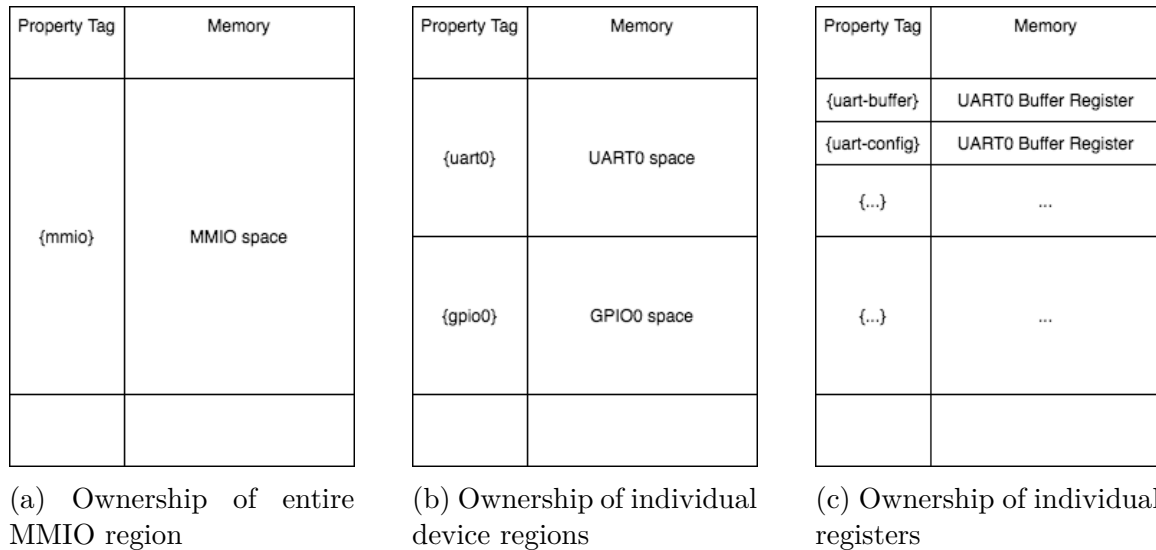 Property Tag Memory
{mmio} MMIO space
(a) Ownership of entire
MMIO region
Property Tag Memory
{uart0} UART0 space
{gpio0} GPIO0 space
(b) Ownership of individual
device regions
Property Tag Memory
{uart-buffer} UART0 Buffer Register
{uart-config} UART0 Buffer Register
{...} ...
{...} ...
(c) Ownership of individual
registers